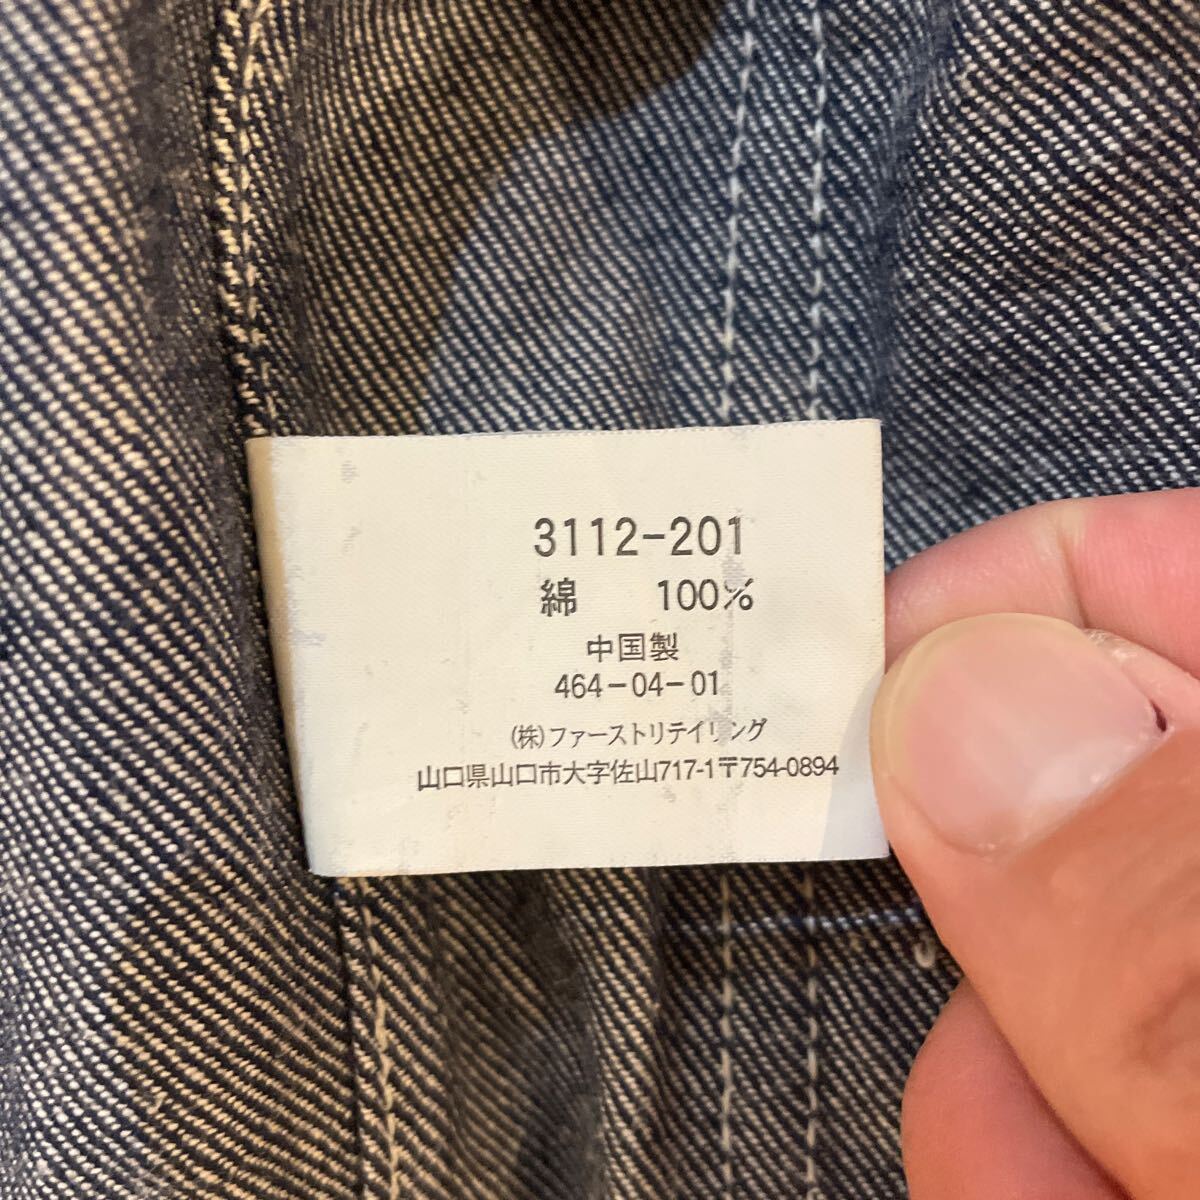 3112-201
綿 100%
中国製
464-04-01
(株)ファーストリテイリング
山口県山口市大字佐山717-1〒754-0894